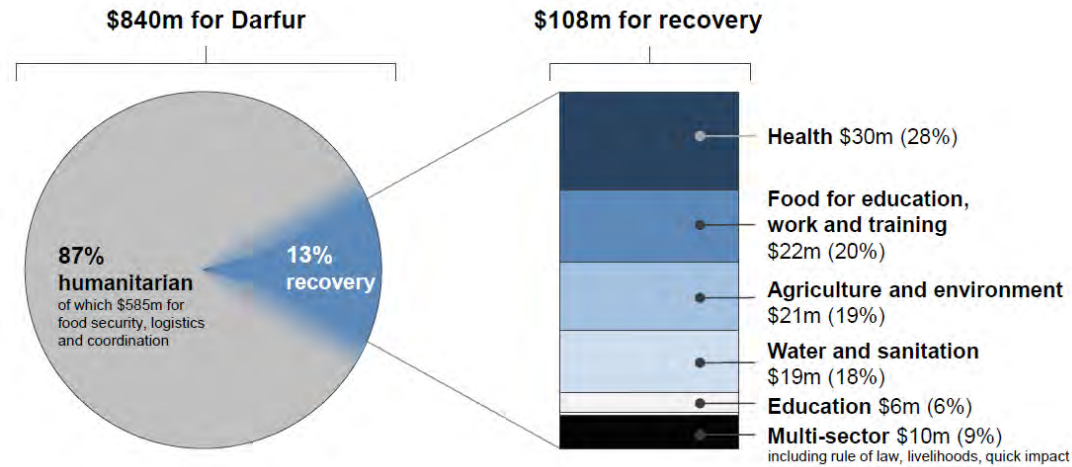 $840m for Darfur
$108m for recovery
87%
humanitarian
of which $585m for
food security, logistics
and coordination
13%
recovery
Health $30m (28%)
Food for education,
work and training
$22m (20%)
Agriculture and environment
$21m (19%)
Water and sanitation
$19m (18%)
Education $6m (6%)
Multi-sector $10m (9%)
including rule of law, livelihoods, quick impact